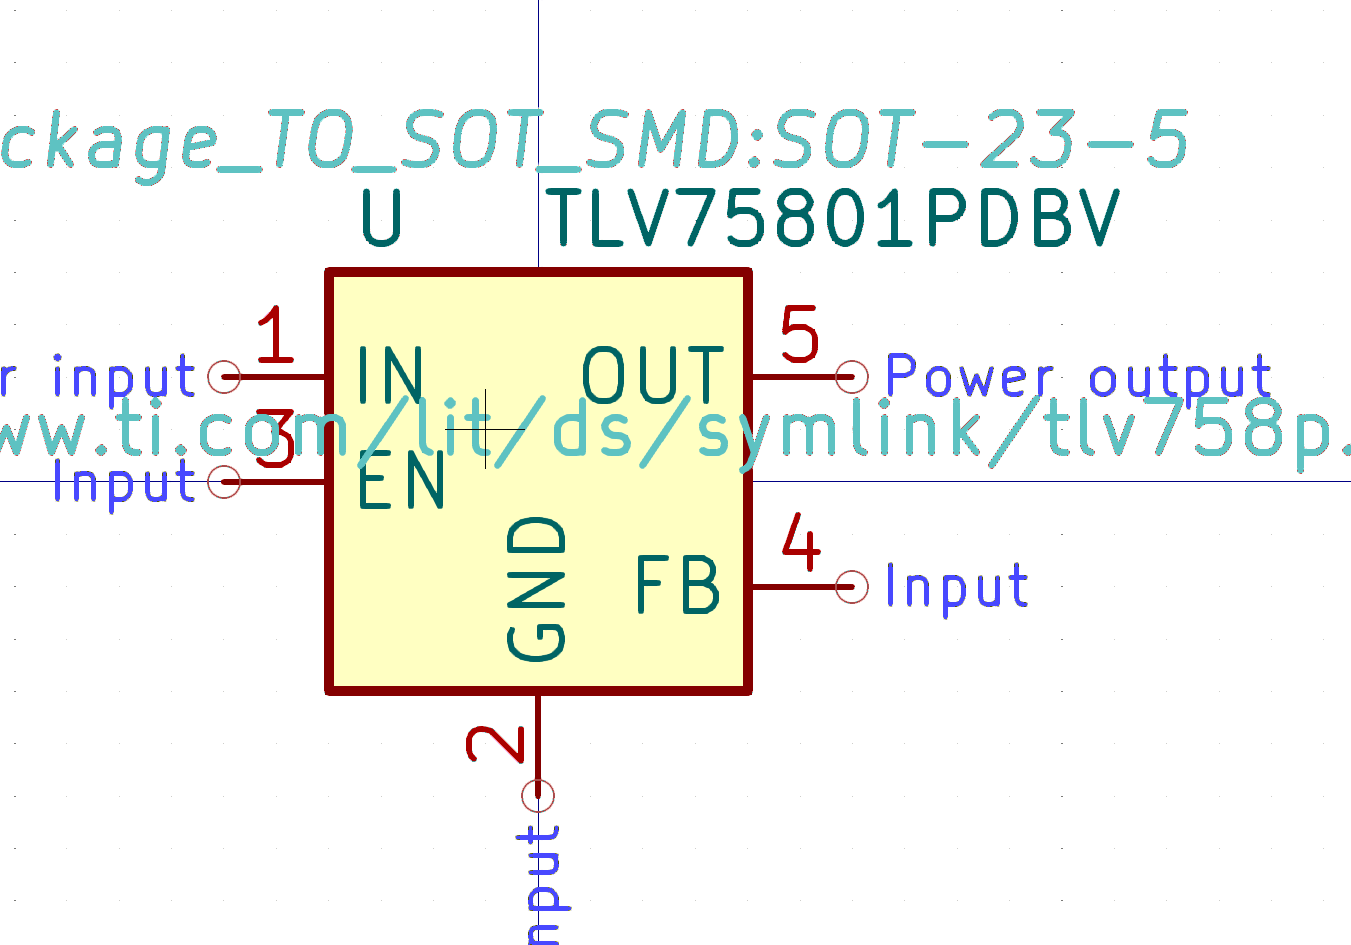 ckage_TO_SOT_SMD:SOT-23-5
U TLV75801PDBV
1 5
r input IN OUT Power output
ww.ti.com/lit/ds/symlink/tlv758p.
3
Input EN
4
GND FB Input
2
nput